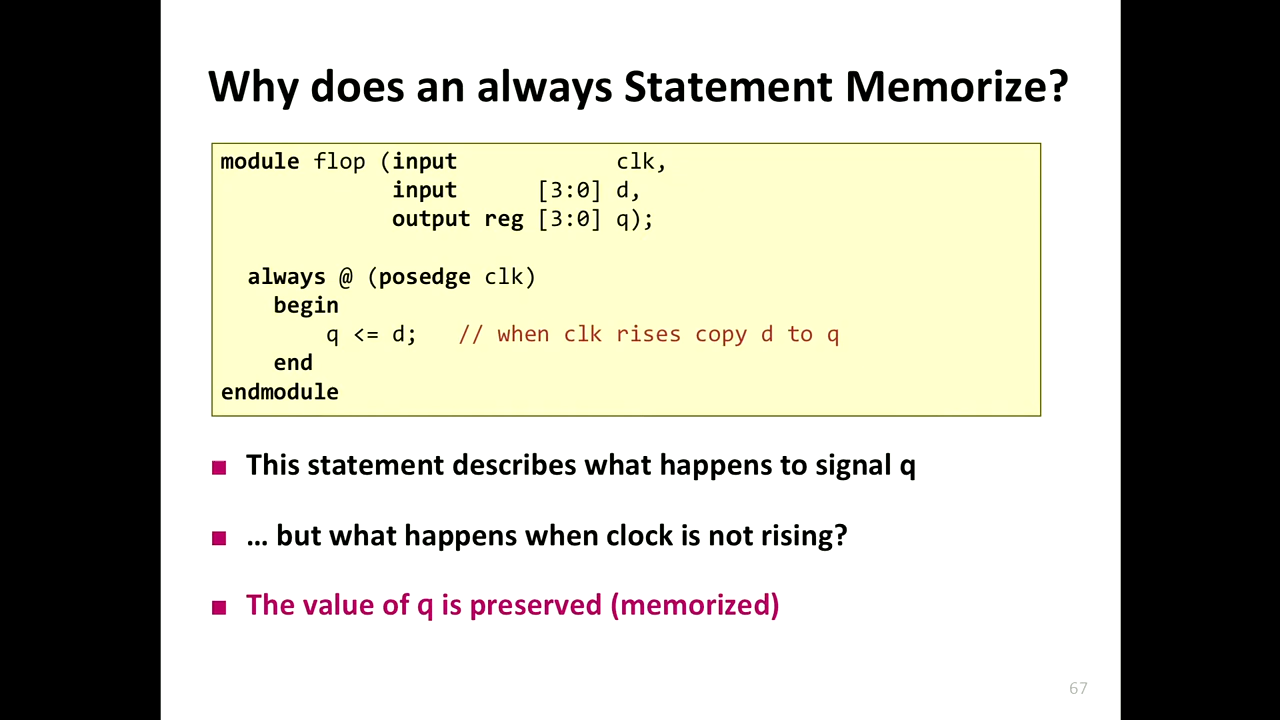 Why does an always Statement Memorize?
module flop (input            clk,
             input      [3:0] d,
             output reg [3:0] q);
  always @ (posedge clk)
    begin
        q <= d;   // when clk rises copy d to q
    end
endmodule
■ This statement describes what happens to signal q
■ … but what happens when clock is not rising?
■ The value of q is preserved (memorized)
67